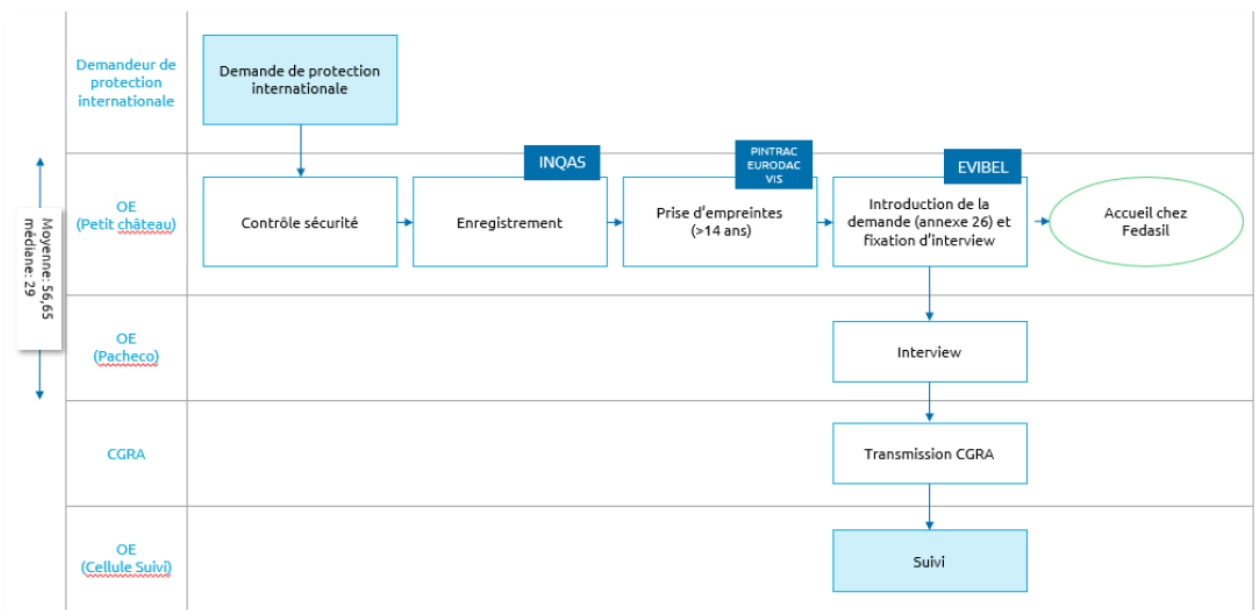 Demandeur de
protection
internationale
Demande de protection
internationale
Moyenne: 56,65
médiane: 29
OE
(Petit château)
Contrôle sécurité
INQAS
Enregistrement
PINTRAC
EURODAC
VIS
Prise d'empreintes
(>14 ans)
EVIBEL
Introduction de la
demande (annexe 26) et
fixation d'interview
Accueil chez
Fedasil
OE
(Pacheco)
Interview
CGRA
Transmission CGRA
OE
(Cellule Suivi)
Suivi